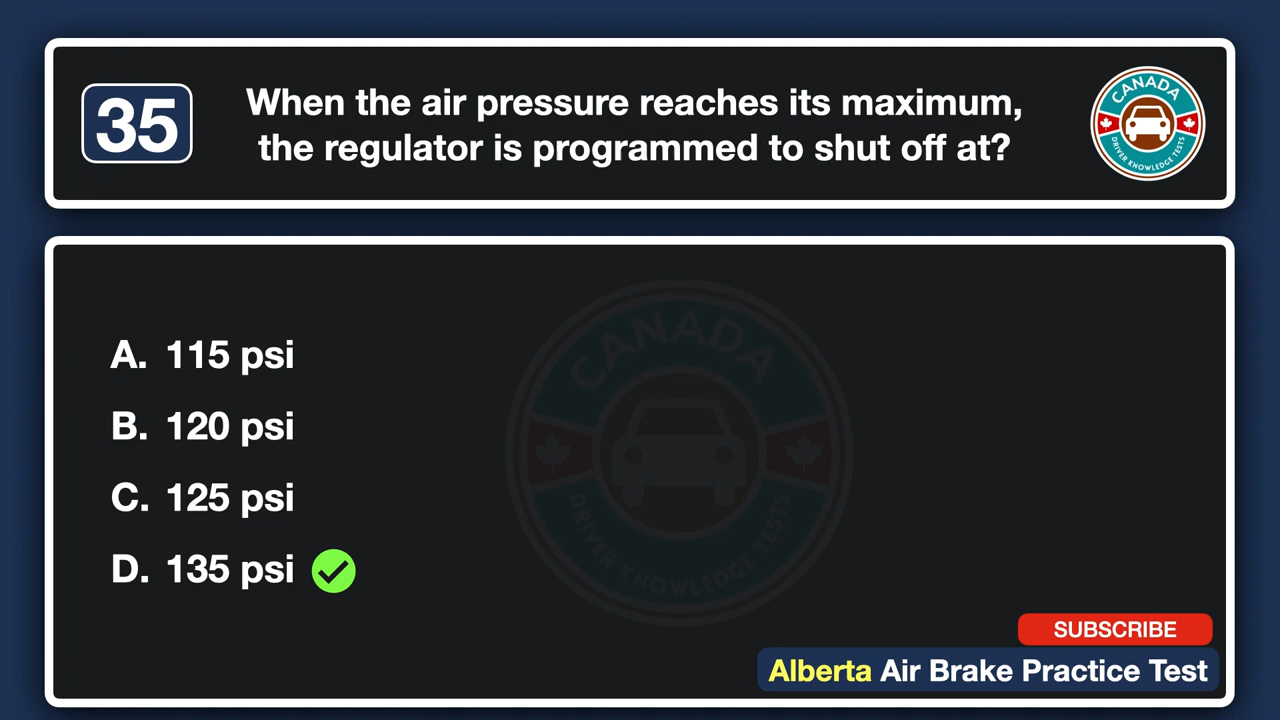 35
When the air pressure reaches its maximum,
the regulator is programmed to shut off at?
CANADA
DRIVER KNOWLEDGE TESTS
A. 115 psi
B. 120 psi
C. 125 psi
D. 135 psi
CANADA
DRIVER KNOWLEDGE TESTS
SUBSCRIBE
Alberta Air Brake Practice Test